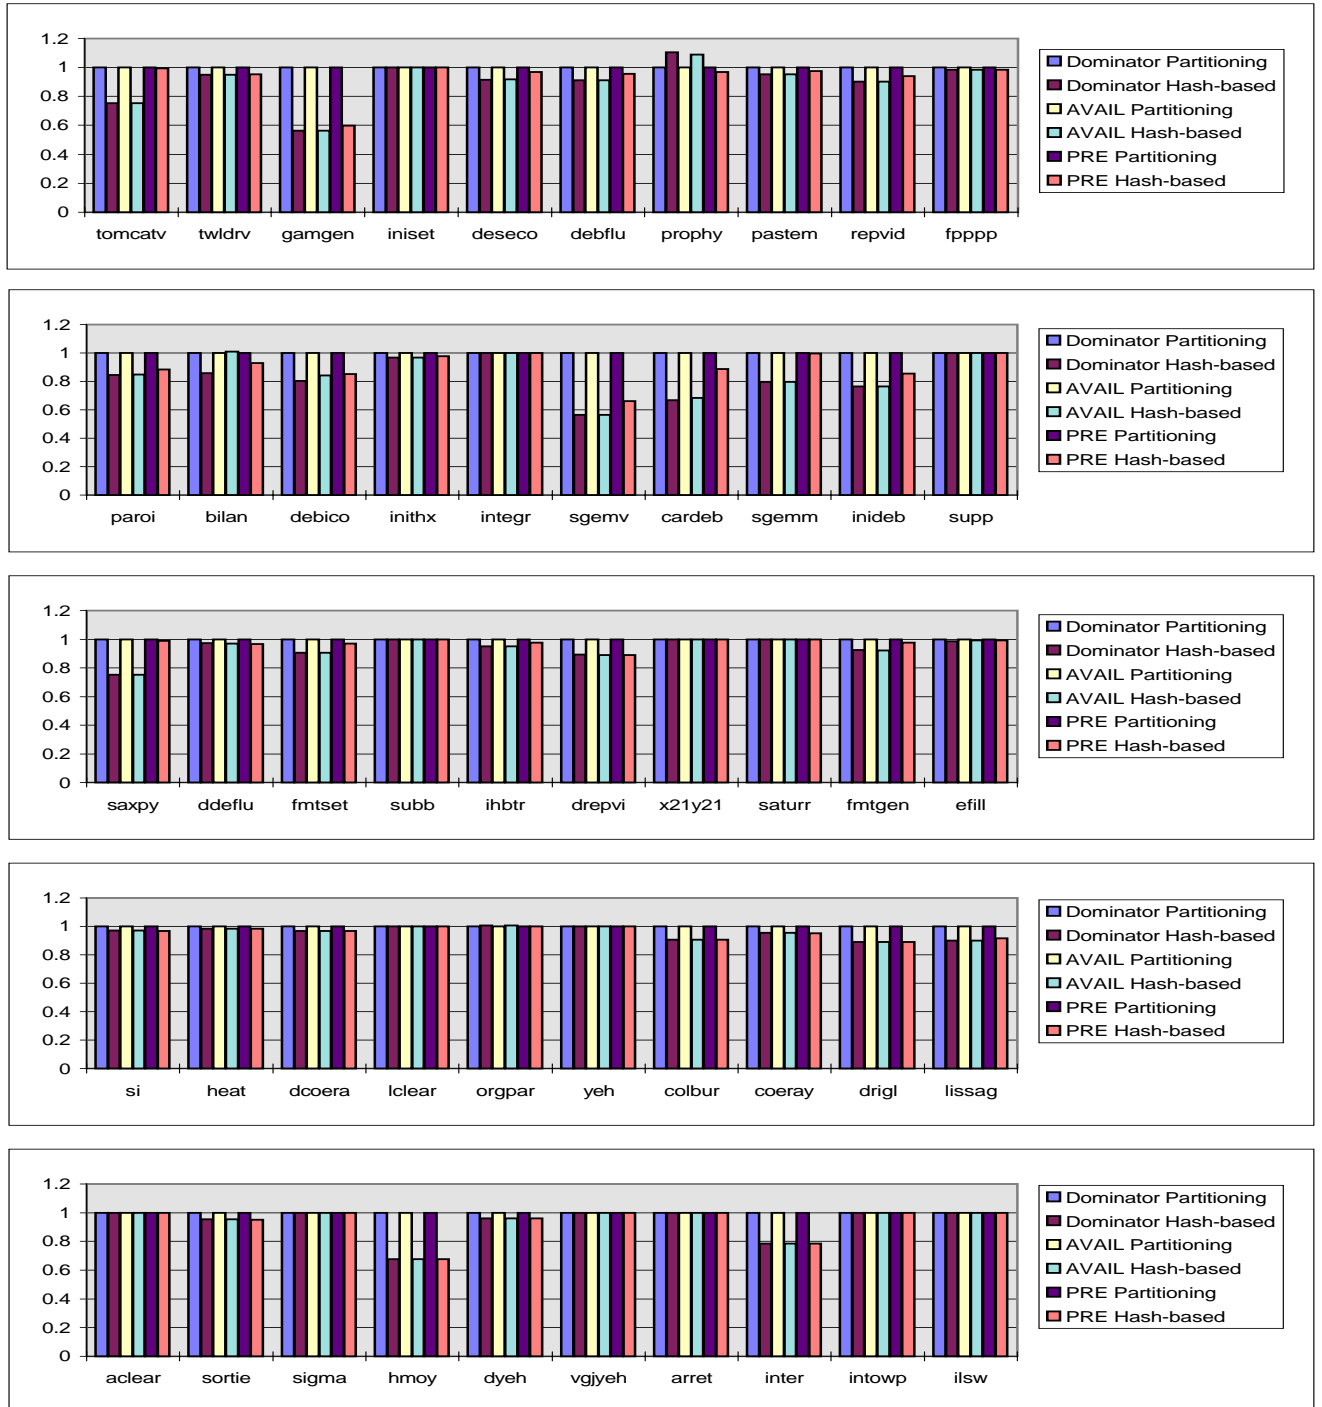 1.2
1
0.8
0.6
0.4
0.2
0
tomcatv twldrv gamgen iniset deseco debflu prophy pastem repvid fpppp
Dominator Partitioning
Dominator Hash-based
AVAIL Partitioning
AVAIL Hash-based
PRE Partitioning
PRE Hash-based
1.2
1
0.8
0.6
0.4
0.2
0
paroi bilan debico inithx integr sgemv cardeb sgemm inideb supp
Dominator Partitioning
Dominator Hash-based
AVAIL Partitioning
AVAIL Hash-based
PRE Partitioning
PRE Hash-based
1.2
1
0.8
0.6
0.4
0.2
0
saxpy ddeflu fmtset subb ihbtr drepvi x21y21 saturr fmtgen efill
Dominator Partitioning
Dominator Hash-based
AVAIL Partitioning
AVAIL Hash-based
PRE Partitioning
PRE Hash-based
1.2
1
0.8
0.6
0.4
0.2
0
si heat dcoera lclear orgpar yeh colbur coeray drigl lissag
Dominator Partitioning
Dominator Hash-based
AVAIL Partitioning
AVAIL Hash-based
PRE Partitioning
PRE Hash-based
1.2
1
0.8
0.6
0.4
0.2
0
aclear sortie sigma hmoy dyeh vgjyeh arret inter intowp ilsw
Dominator Partitioning
Dominator Hash-based
AVAIL Partitioning
AVAIL Hash-based
PRE Partitioning
PRE Hash-based